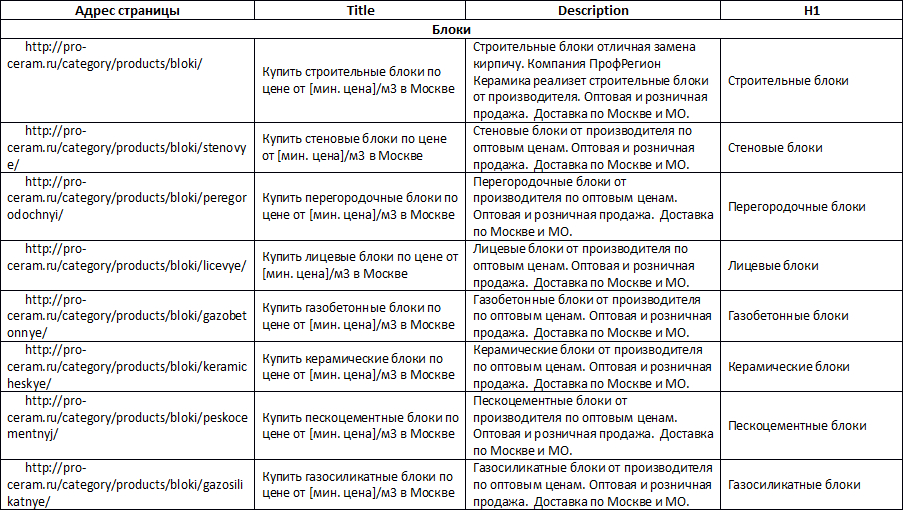 Адрес страницы Title Description H1
Блоки
http://pro-
ceram.ru/category/products/bloki/
Купить строительные блоки по
цене от [мин. цена]/м3 в Москве
Строительные блоки отличная замена
кирпичу. Компания ПрофРегион
Керамика реализет строительные блоки
от производителя. Оптовая и розничная
продажа. Доставка по Москве и МО.
Строительные блоки
http://pro-
ceram.ru/category/products/bloki/stenovy
e/
Купить стеновые блоки по цене
от [мин. цена]/м3 в Москве
Стеновые блоки от производителя по
оптовым ценам. Оптовая и розничная
продажа. Доставка по Москве и МО.
Стеновые блоки
http://pro-
ceram.ru/category/products/bloki/peregor
odochnyi/
Купить перегородочные блоки по
цене от [мин. цена]/м3 в Москве
Перегородочные блоки от
производителя по оптовым ценам.
Оптовая и розничная продажа. Доставка
по Москве и МО.
Перегородочные блоки
http://pro-
ceram.ru/category/products/bloki/licevye/
Купить лицевые блоки по цене от
[мин. цена]/м3 в Москве
Лицевые блоки от производителя по
оптовым ценам. Оптовая и розничная
продажа. Доставка по Москве и МО.
Лицевые блоки
http://pro-
ceram.ru/category/products/bloki/gazobet
onnye/
Купить газобетонные блоки по
цене от [мин. цена]/м3 в Москве
Газобетонные блоки от производителя
по оптовым ценам. Оптовая и розничная
продажа. Доставка по Москве и МО.
Газобетонные блоки
http://pro-
ceram.ru/category/products/bloki/keramic
heskye/
Купить керамические блоки по
цене от [мин. цена]/м3 в Москве
Керамические блоки от производителя
по оптовым ценам. Оптовая и розничная
продажа. Доставка по Москве и МО.
Керамические блоки
http://pro-
ceram.ru/category/products/bloki/peskoce
mentnyj/
Купить пескоцементные блоки по
цене от [мин. цена]/м3 в Москве
Пескоцементные блоки от
производителя по оптовым ценам.
Оптовая и розничная продажа. Доставка
по Москве и МО.
Пескоцементные блоки
http://pro-
ceram.ru/category/products/bloki/gazosili
katnye/
Купить газосиликатные блоки по
цене от [мин. цена]/м3 в Москве
Газосиликатные блоки от производителя
по оптовым ценам. Оптовая и розничная
продажа. Доставка по Москве и МО.
Газосиликатные блоки